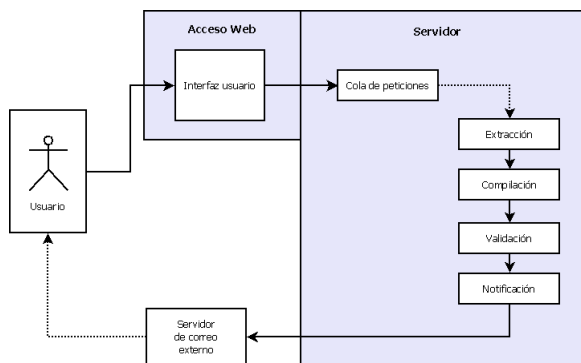 Acceso Web
Servidor
Interfaz usuario
Cola de peticiones
Extracción
Compilación
Validación
Notificación
Usuario
Servidor
de correo
externo